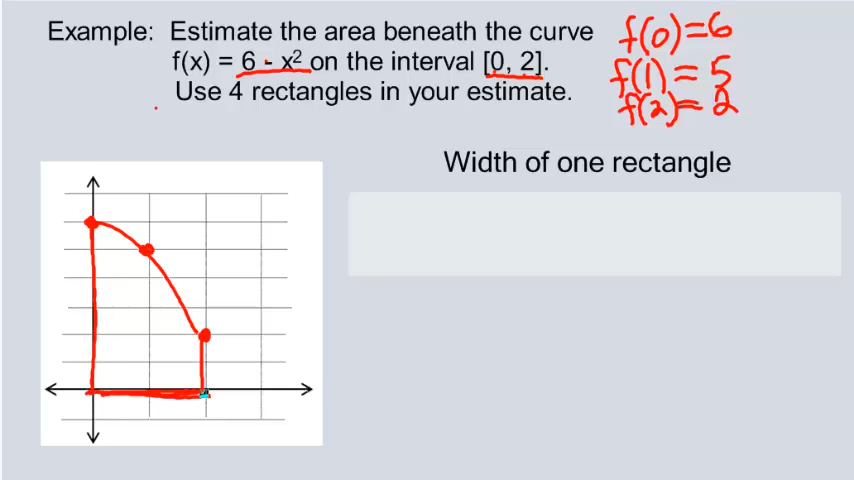 Example: Estimate the area beneath the curve
f(x) = 6 - x² on the interval [0, 2].
Use 4 rectangles in your estimate.
f(0)=6
f(1)=5
f(2)=2
Width of one rectangle